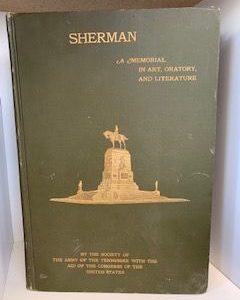 SHERMAN
A MEMORIAL
IN ART, ORATORY,
AND LITERATURE
BY THE SOCIETY OF
THE ARMY OF THE TENNESSEE WITH THE
AID OF THE CONGRESS OF THE
UNITED STATES